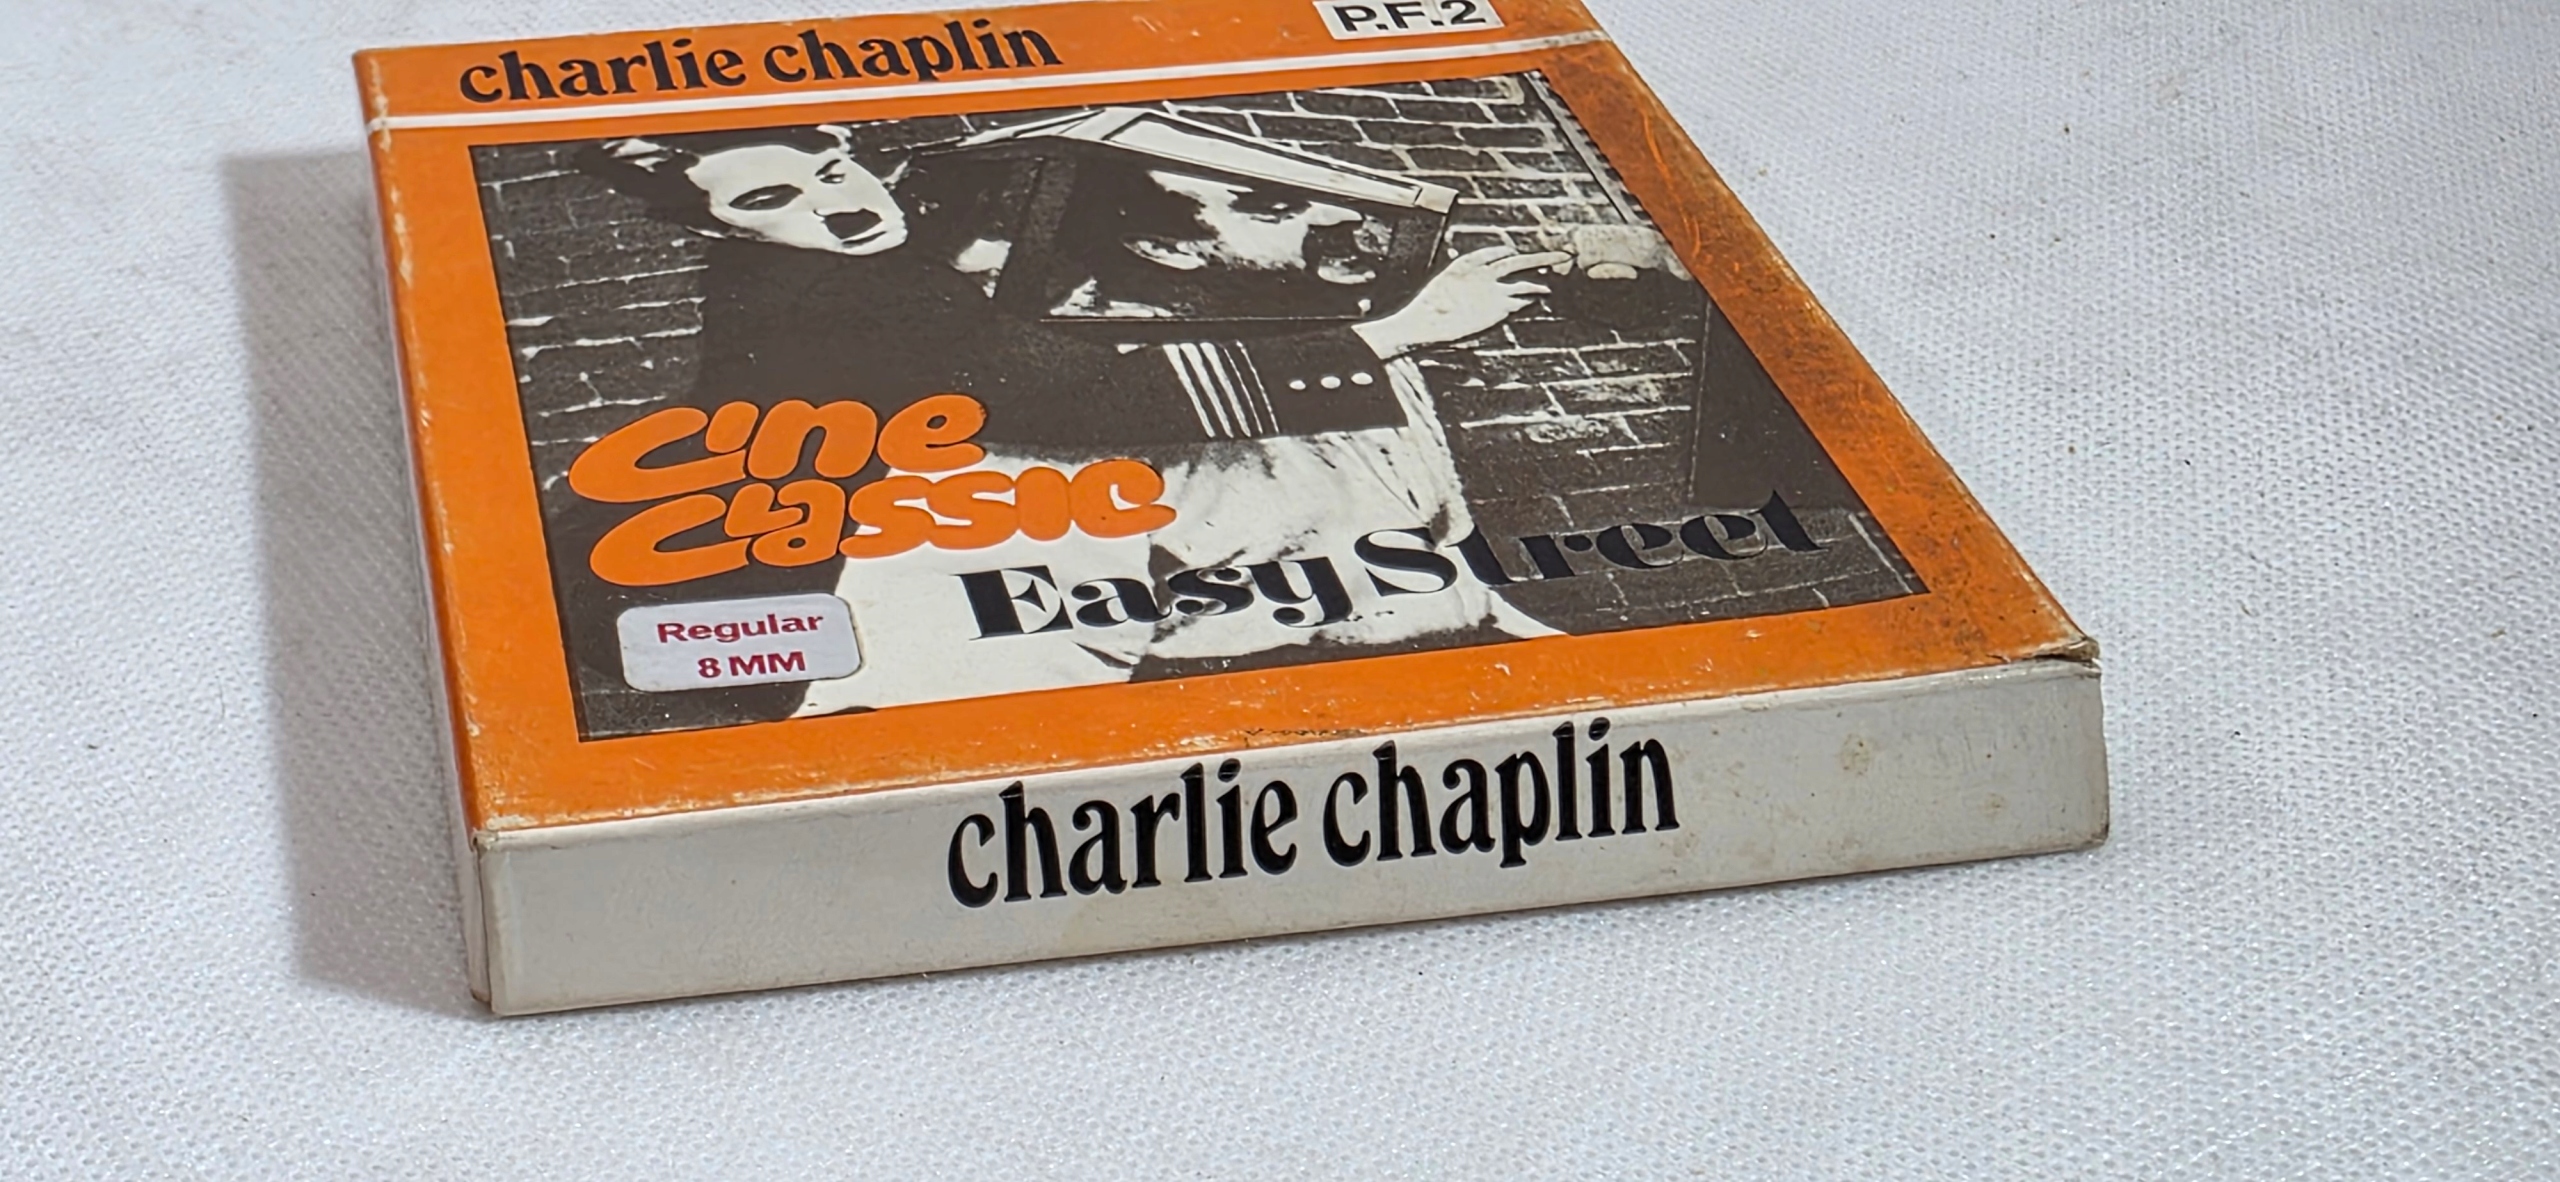 charlie chaplin
P.F.2
Cine
Classic
Easy Street
Regular
8 MM
charlie chaplin